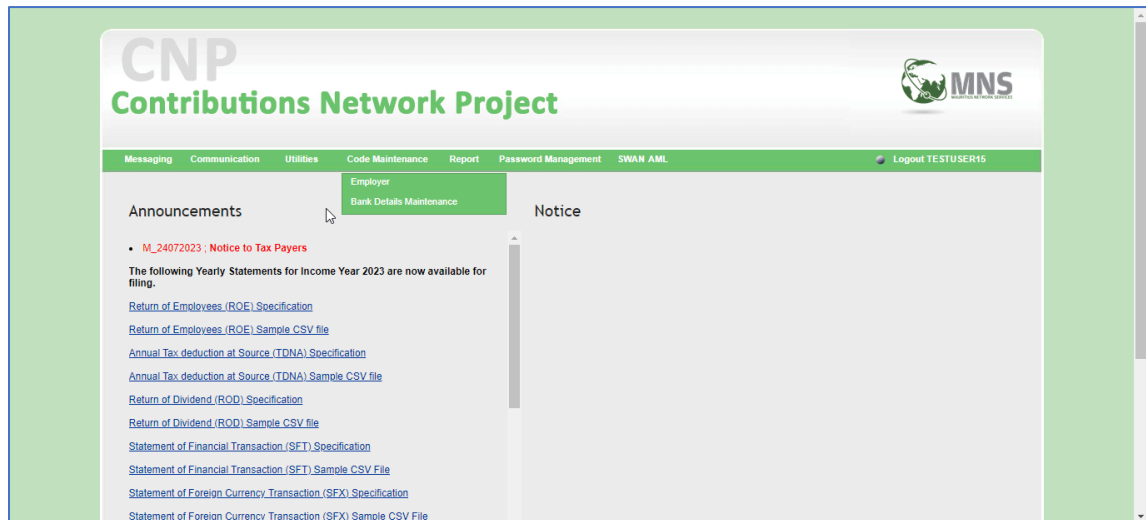 CNP
Contributions Network Project
MNS
MAURITIUS NETWORK SERVICES
Messaging Communication Utilities Code Maintenance Report Password Management SWAN AML Logout TESTUSER15
Employer
Bank Details Maintenance
Announcements
Notice
M_24072023 ; Notice to Tax Payers
The following Yearly Statements for Income Year 2023 are now available for
filing.
Return of Employees (ROE) Specification
Return of Employees (ROE) Sample CSV file
Annual Tax deduction at Source (TDNA) Specification
Annual Tax deduction at Source (TDNA) Sample CSV file
Return of Dividend (ROD) Specification
Return of Dividend (ROD) Sample CSV file
Statement of Financial Transaction (SFT) Specification
Statement of Financial Transaction (SFT) Sample CSV File
Statement of Foreign Currency Transaction (SFX) Specification
Statement of Foreign Currency Transaction (SFX) Sample CSV File